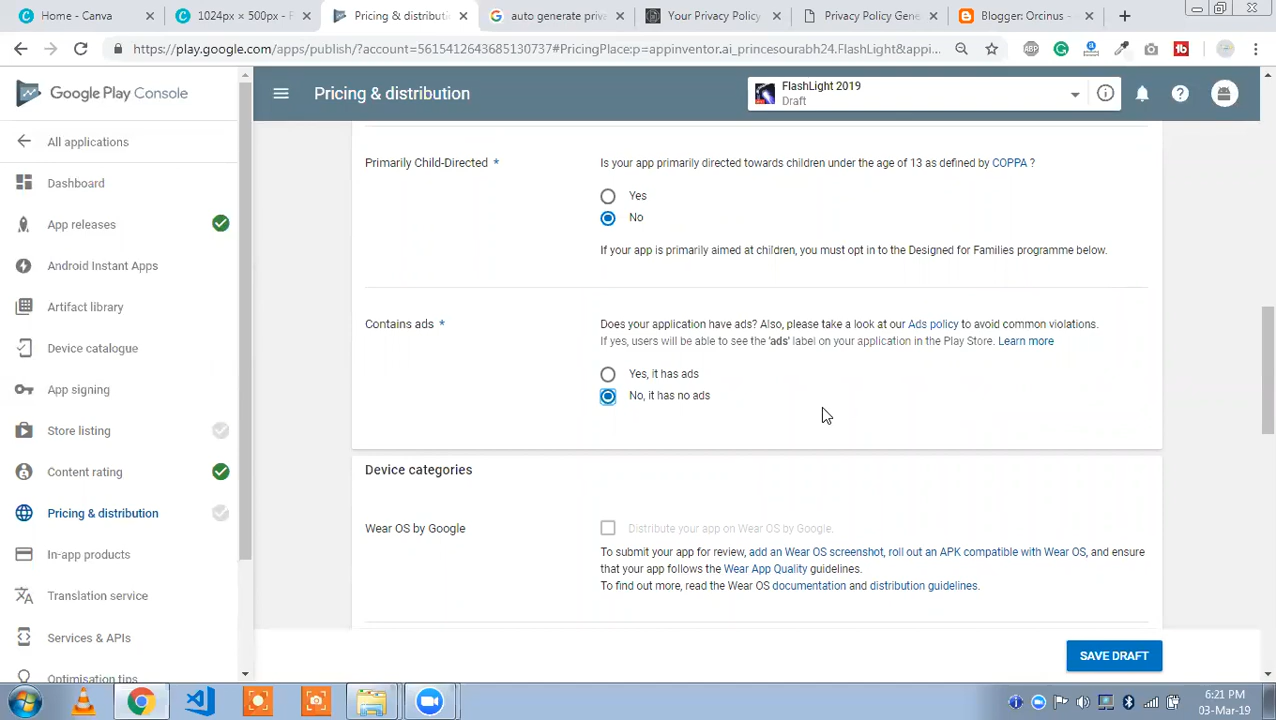 Home - Canva
1024px × 500px - F
Pricing & distributi
auto generate priv
Your Privacy Policy
Privacy Policy Gene
Blogger: Orcinus
https://play.google.com/apps/publish/?account=5615412643685130737#PricingPlace:p=appinventor.ai_princesourabh24.FlashLight&appi...
ABP
Google Play Console
Pricing & distribution
FlashLight 2019
Draft
All applications
Dashboard
App releases
Android Instant Apps
Artifact library
Device catalogue
App signing
Store listing
Content rating
Pricing & distribution
In-app products
Translation service
Services & APIs
Optimisation tips
Primarily Child-Directed *
Is your app primarily directed towards children under the age of 13 as defined by COPPA ?
Yes
No
If your app is primarily aimed at children, you must opt in to the Designed for Families programme below.
Contains ads *
Does your application have ads? Also, please take a look at our Ads policy to avoid common violations.
If yes, users will be able to see the 'ads' label on your application in the Play Store. Learn more
Yes, it has ads
No, it has no ads
Device categories
Wear OS by Google
Distribute your app on Wear OS by Google.
To submit your app for review, add an Wear OS screenshot, roll out an APK compatible with Wear OS, and ensure
that your app follows the Wear App Quality guidelines.
To find out more, read the Wear OS documentation and distribution guidelines.
SAVE DRAFT
6:21 PM
03-Mar-19